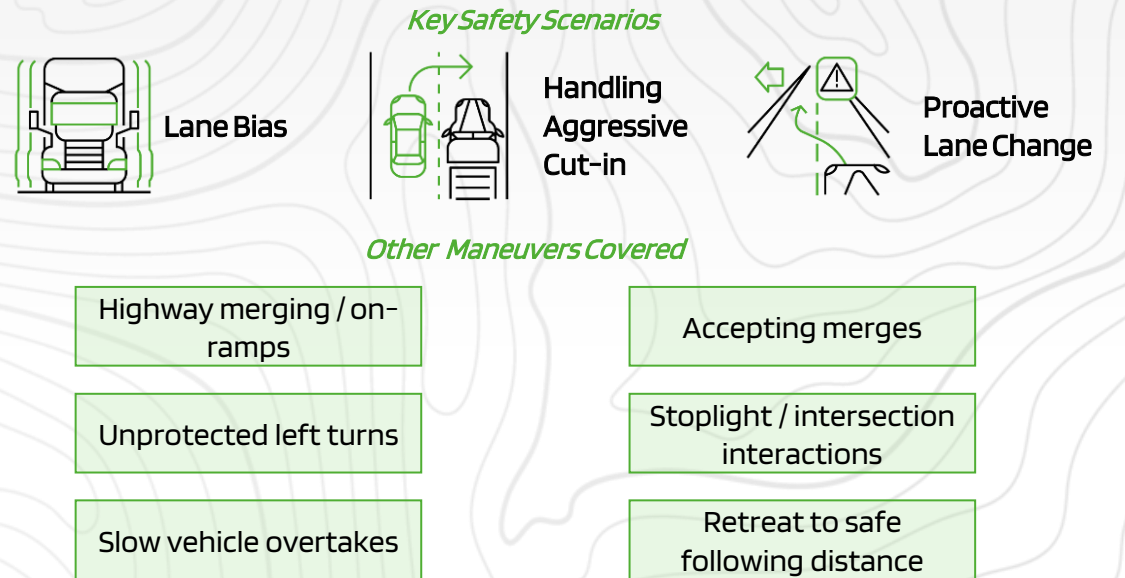 Key Safety Scenarios
Lane Bias
Handling
Aggressive
Cut-in
Proactive
Lane Change
Other Maneuvers Covered
Highway merging / on-
ramps
Accepting merges
Unprotected left turns
Stoplight / intersection
interactions
Slow vehicle overtakes
Retreat to safe
following distance